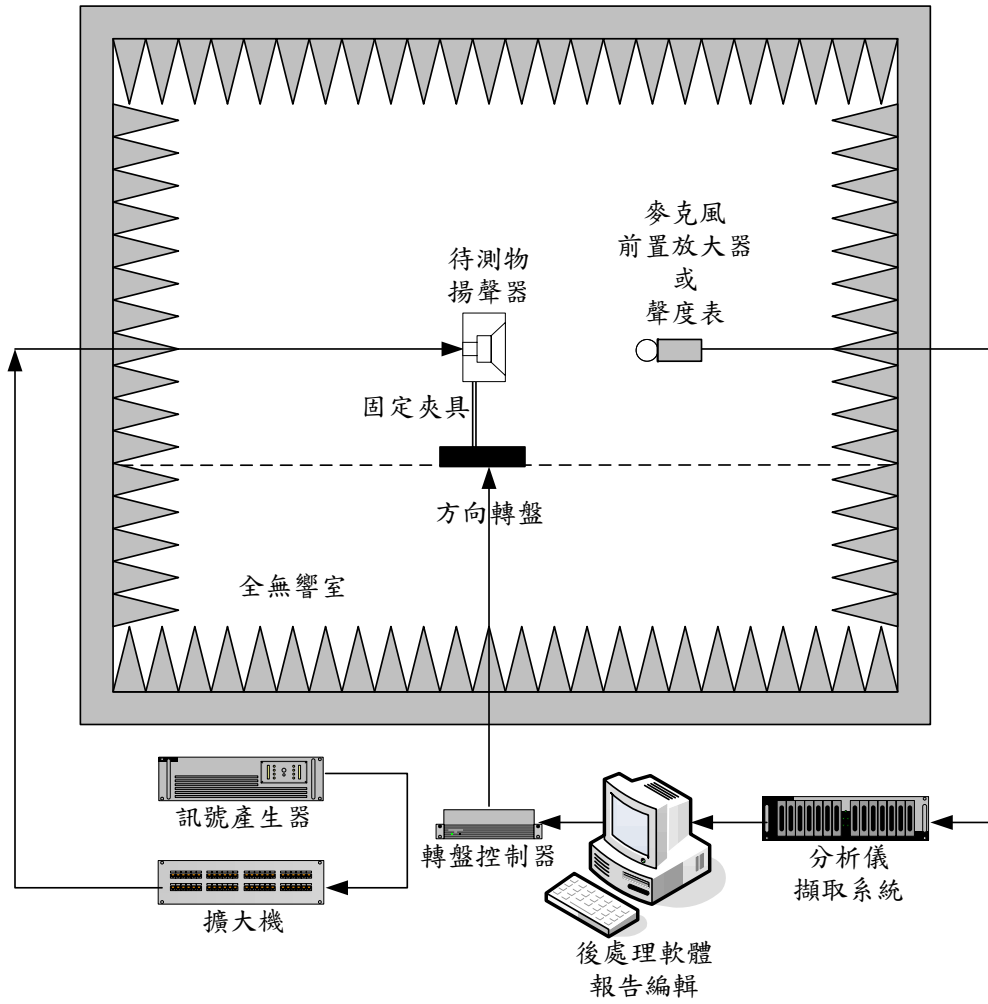 麥克風
前置放大器
或
聲度表
待測物
揚聲器
固定夾具
方向轉盤
全無響室
訊號產生器
擴大機
轉盤控制器
後處理軟體
報告編輯
分析儀
擷取系統